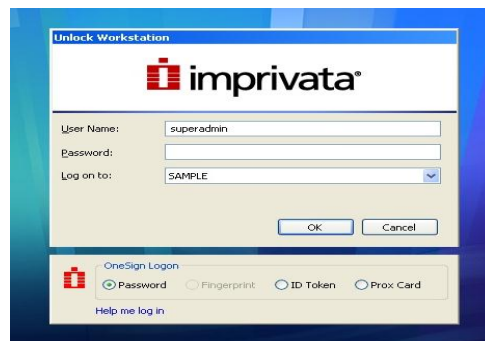 Unlock Workstation
imprivata®
User Name: superadmin
Password:
Log on to: SAMPLE
OK Cancel
OneSign Logon
Password Fingerprint ID Token Prox Card
Help me log in